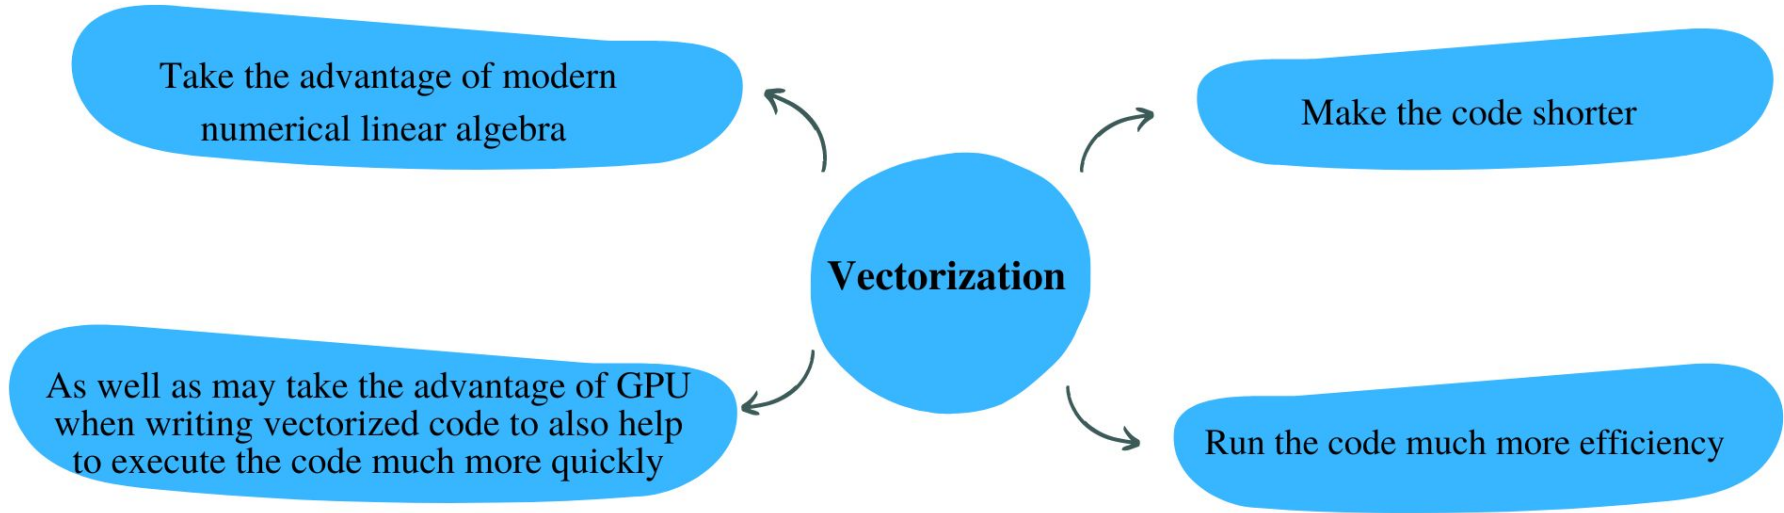 Take the advantage of modern
numerical linear algebra
Make the code shorter
Vectorization
As well as may take the advantage of GPU
when writing vectorized code to also help
to execute the code much more quickly
Run the code much more efficiency